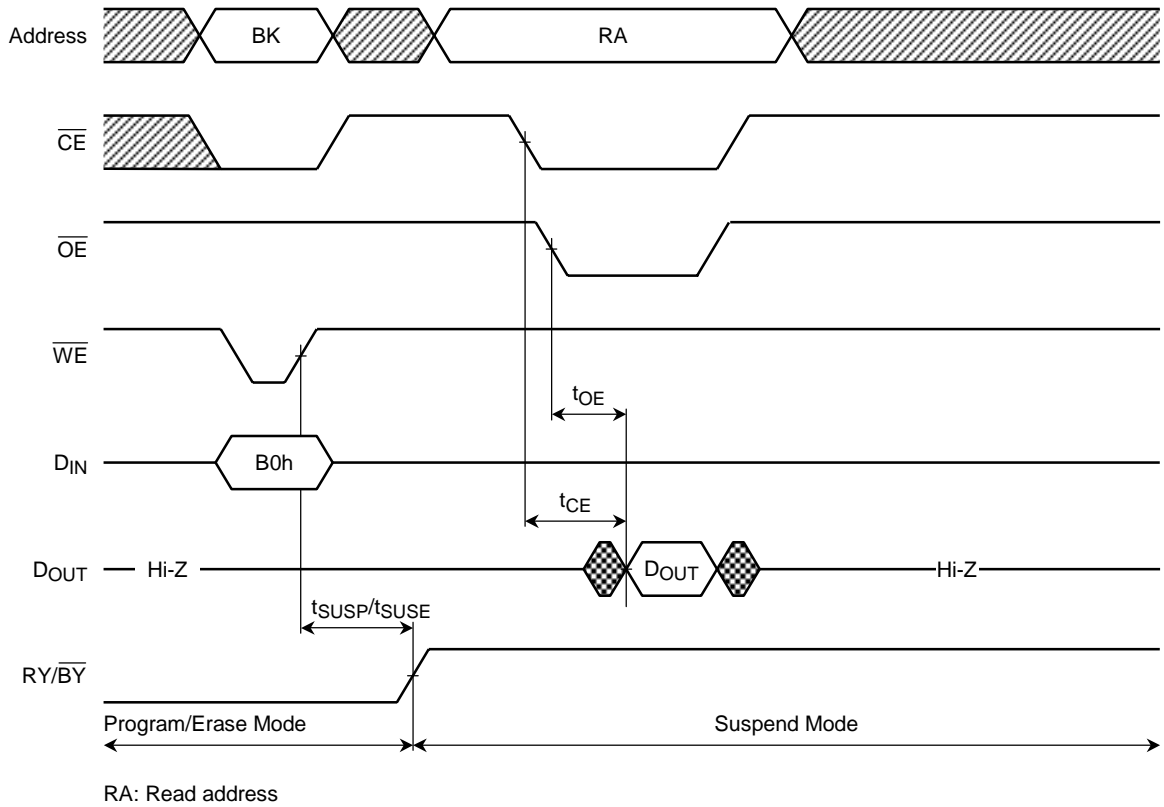 Address BK RA
CE
OE
WE
tOE
DIN B0h
tCE
DOUT Hi-Z DOUT Hi-Z
tSUSP/tSUSE
RY/BY
Program/Erase Mode Suspend Mode
RA: Read address